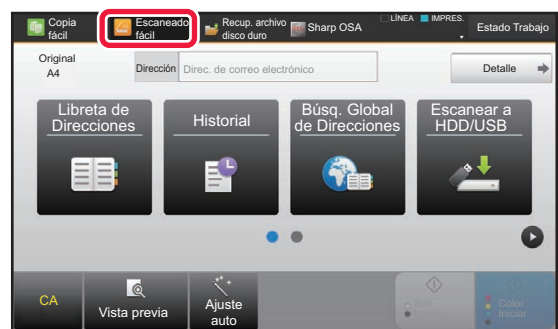 Copia
fácil
Escaneado
fácil
Recup. archivo
disco duro
Sharp OSA
LÍNEA
IMPRES.
Estado Trabajo
Original
A4
Dirección
Direc. de correo electrónico
Detalle
Libreta de
Direcciones
Historial
Búsq. Global
de Direcciones
Escanear a
HDD/USB
CA
Vista previa
Ajuste
auto
B/N
Iniciar
Color
Iniciar